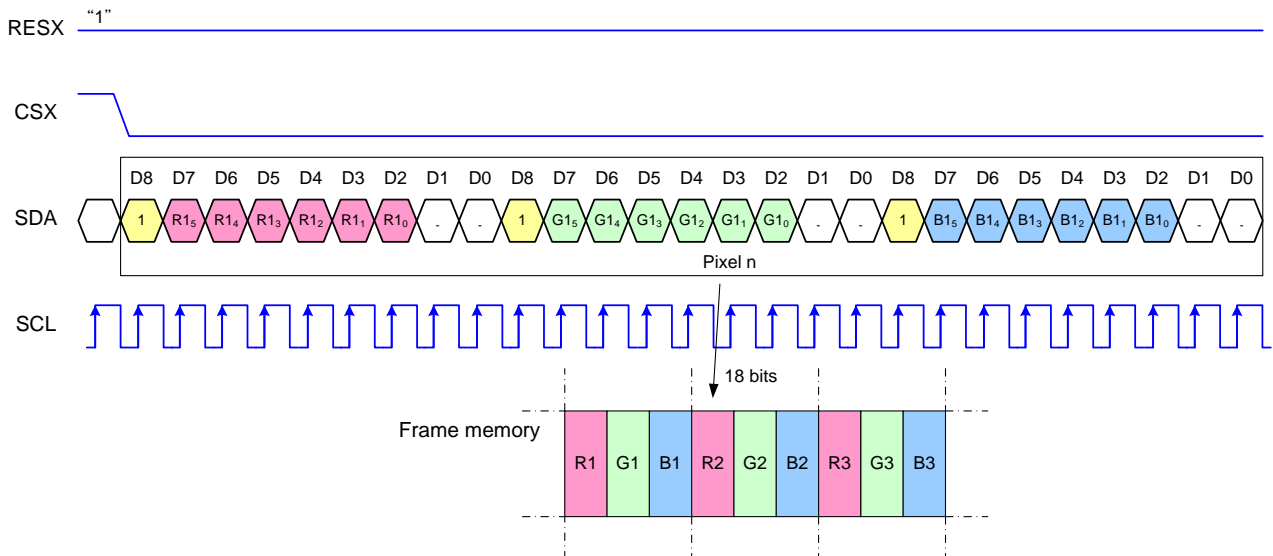 “1”
RESX
CSX
D8 D7 D6 D5 D4 D3 D2 D1 D0 D8 D7 D6 D5 D4 D3 D2 D1 D0 D8 D7 D6 D5 D4 D3 D2 D1 D0
SDA 1 R1₅ R1₄ R1₃ R1₂ R1₁ R1₀ - - 1 G1₅ G1₄ G1₃ G1₂ G1₁ G1₀ - - 1 B1₅ B1₄ B1₃ B1₂ B1₁ B1₀ - -
Pixel n
SCL
18 bits
Frame memory
R1 G1 B1 R2 G2 B2 R3 G3 B3